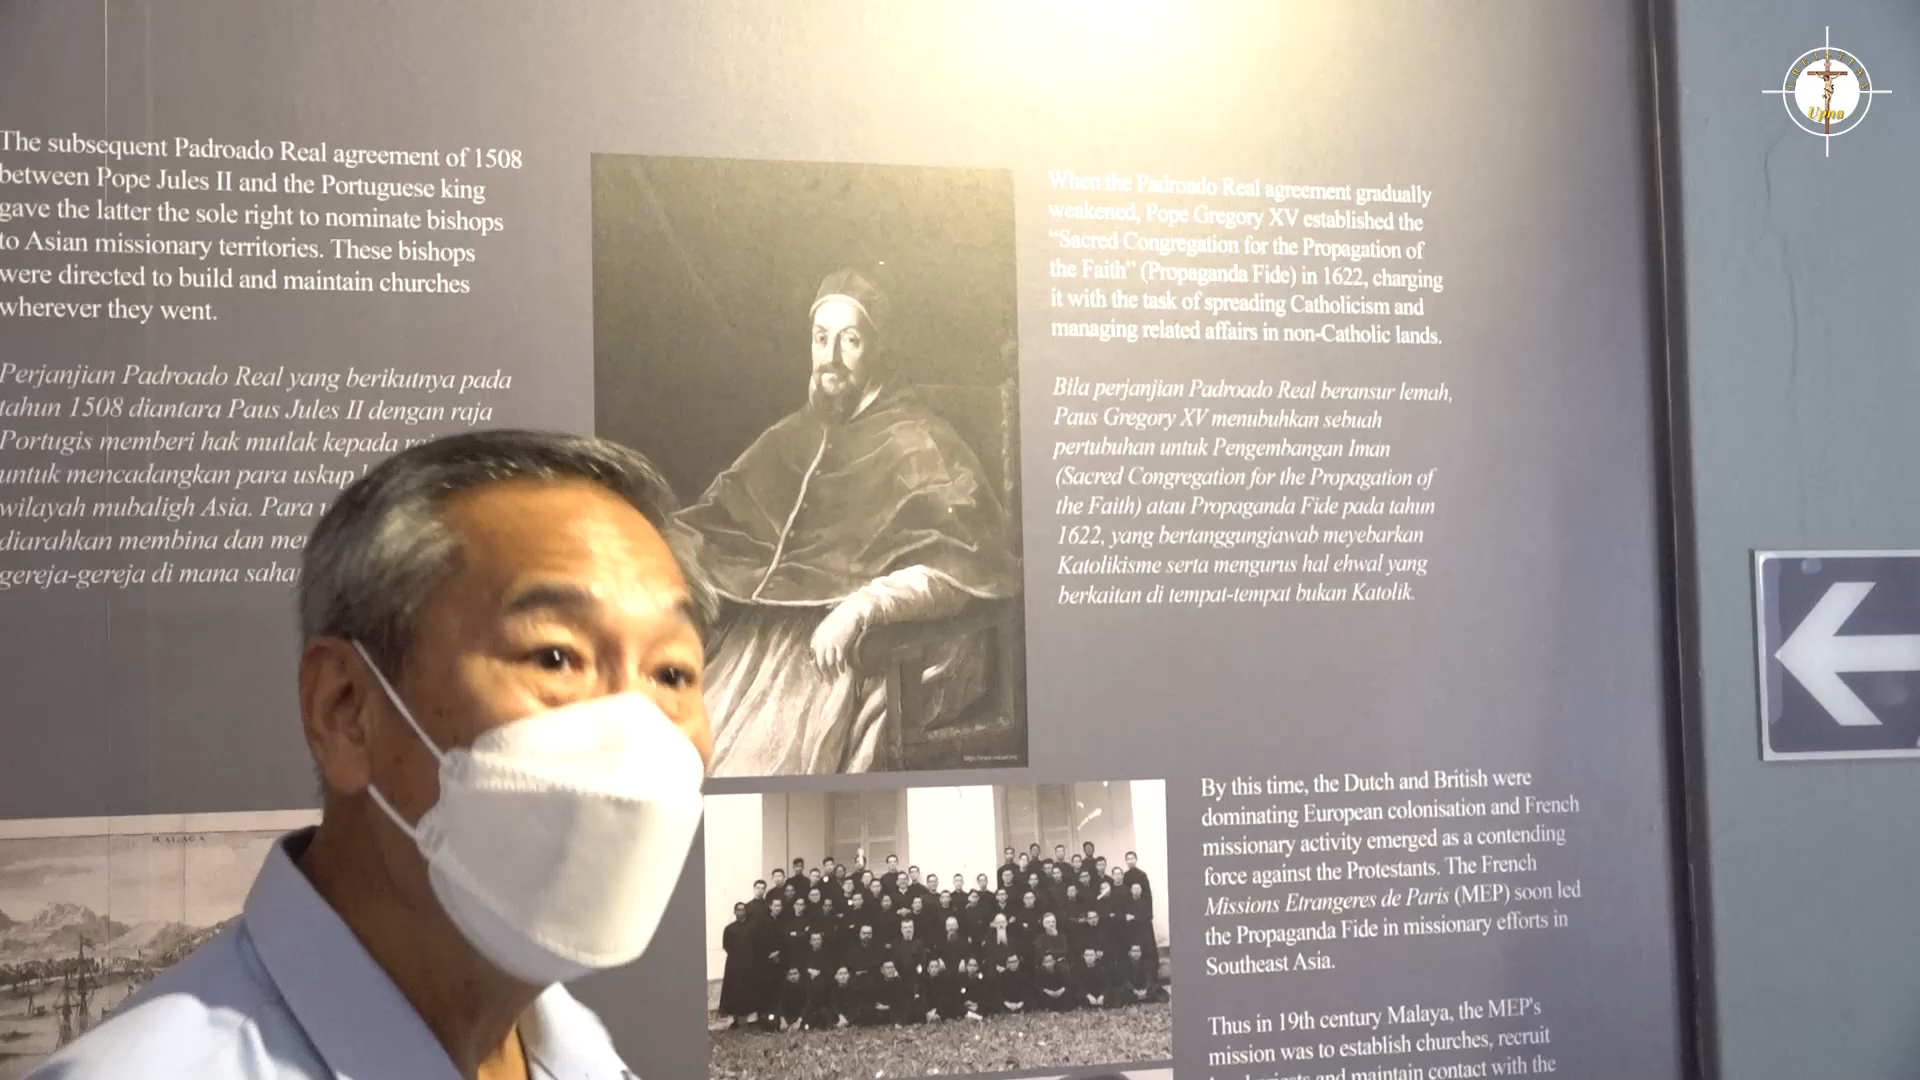 The subsequent Padroado Real agreement of 1508
between Pope Jules II and the Portuguese king
gave the latter the sole right to nominate bishops
to Asian missionary territories. These bishops
were directed to build and maintain churches
wherever they went.
Perjanjian Padroado Real yang berikutnya pada
tahun 1508 diantara Paus Jules II dengan raja
Portugis memberi hak mutlak kepada
untuk mencadangkan para uskup
wilayah mubaligh Asia. Para
diarahkan membina dan
gereja-gereja di mana
MALACA
When the Padroado Real agreement gradually
weakened, Pope Gregory XV established the
“Sacred Congregation for the Propagation of
the Faith” (Propaganda Fide) in 1622, charging
it with the task of spreading Catholicism and
managing related affairs in non-Catholic lands.
Bila perjanjian Padroado Real beransur lemah,
Paus Gregory XV menubuhkan sebuah
pertubuhan untuk Pengembangan Iman
(Sacred Congregation for the Propagation of
the Faith) atau Propaganda Fide pada tahun
1622, yang bertanggungjawab meyebarkan
Katolikisme serta mengurus hal ehwal yang
berkaitan di tempat-tempat bukan Katolik.
By this time, the Dutch and British were
dominating European colonisation and French
missionary activity emerged as a contending
force against the Protestants. The French
Missions Etrangeres de Paris (MEP) soon led
the Propaganda Fide in missionary efforts in
Southeast Asia.
Thus in 19th century Malaya, the MEP's
mission was to establish churches, recruit
and maintain contact with the
Upna